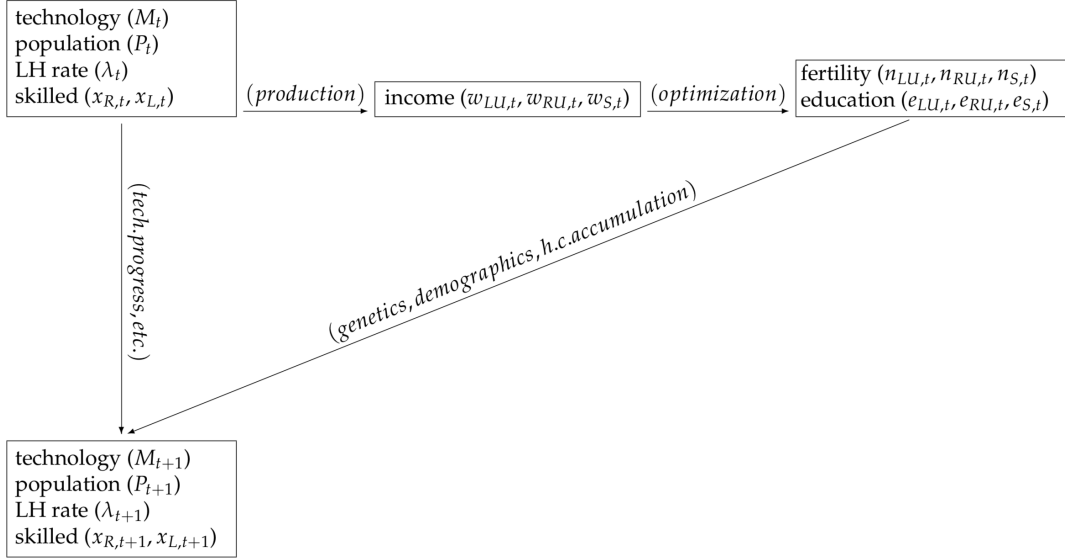 technology (M_t)
population (P_t)
LH rate (λ_t)
skilled (x_{R,t}, x_{L,t})
(production)
income (w_{LU,t}, w_{RU,t}, w_{S,t})
(optimization)
fertility (n_{LU,t}, n_{RU,t}, n_{S,t})
education (e_{LU,t}, e_{RU,t}, e_{S,t})
(tech.progress, etc.)
(genetics, demographics, h.c.accumulation)
technology (M_{t+1})
population (P_{t+1})
LH rate (λ_{t+1})
skilled (x_{R,t+1}, x_{L,t+1})